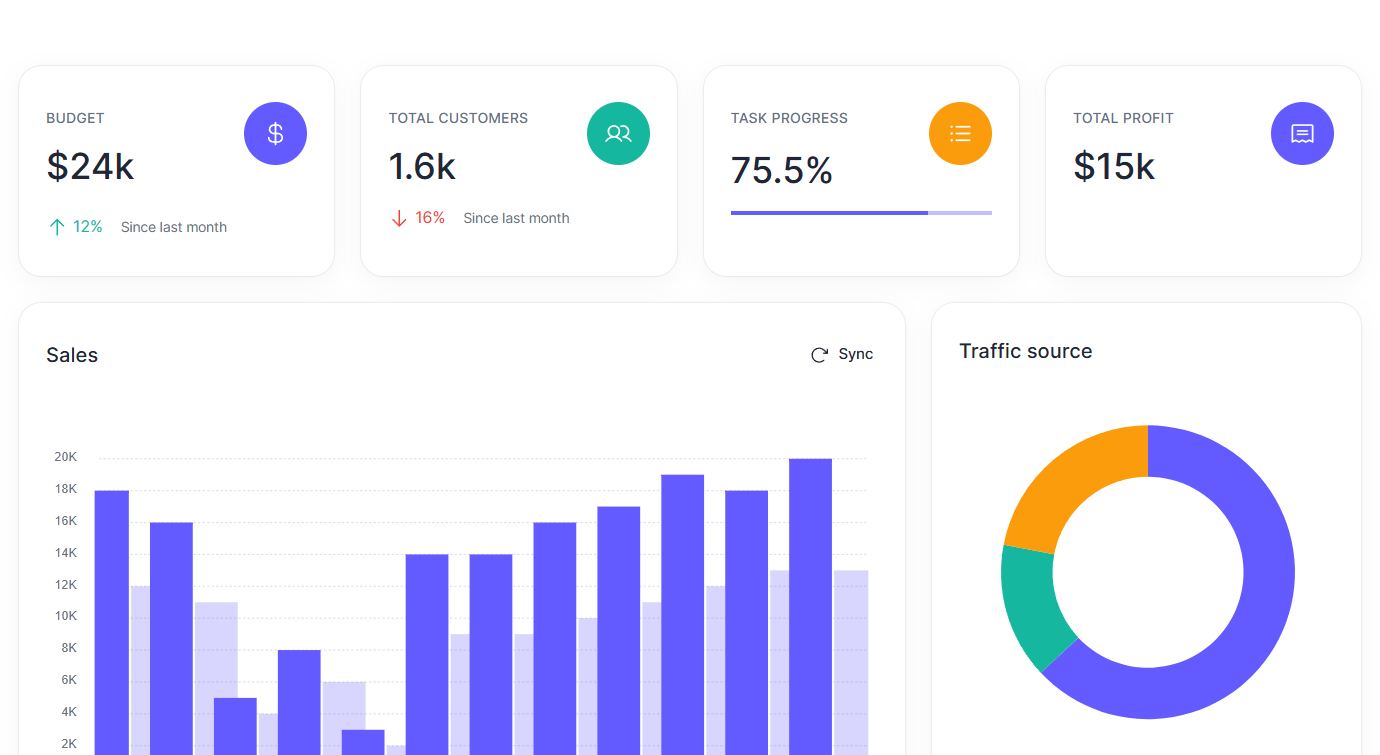 BUDGET
$24k
12% Since last month
TOTAL CUSTOMERS
1.6k
16% Since last month
TASK PROGRESS
75.5%
TOTAL PROFIT
$15k
Sales
Sync
20K
18K
16K
14K
12K
10K
8K
6K
4K
2K
Traffic source